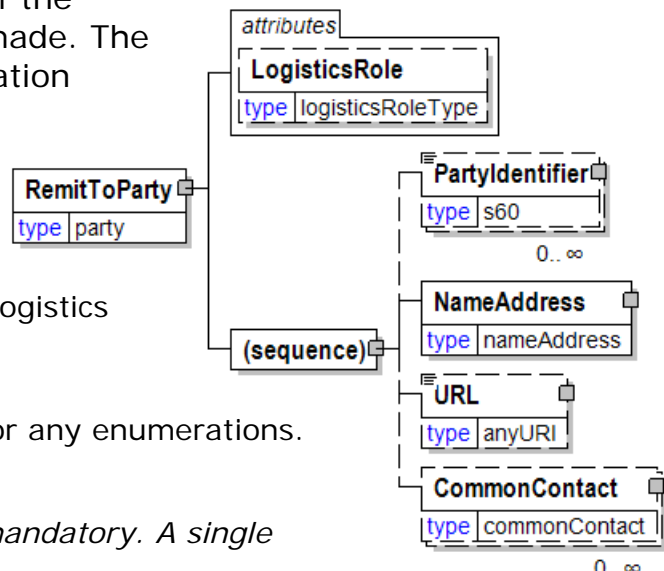 the
made. The
ation
ogistics
or any enumerations.
mandatory. A single
attributes
LogisticsRole
type logisticsRoleType
RemitToParty
type party
(sequence)
PartyIdentifier
type s60
0.. ∞
NameAddress
type nameAddress
URL
type anyURI
CommonContact
type commonContact
0.. ∞